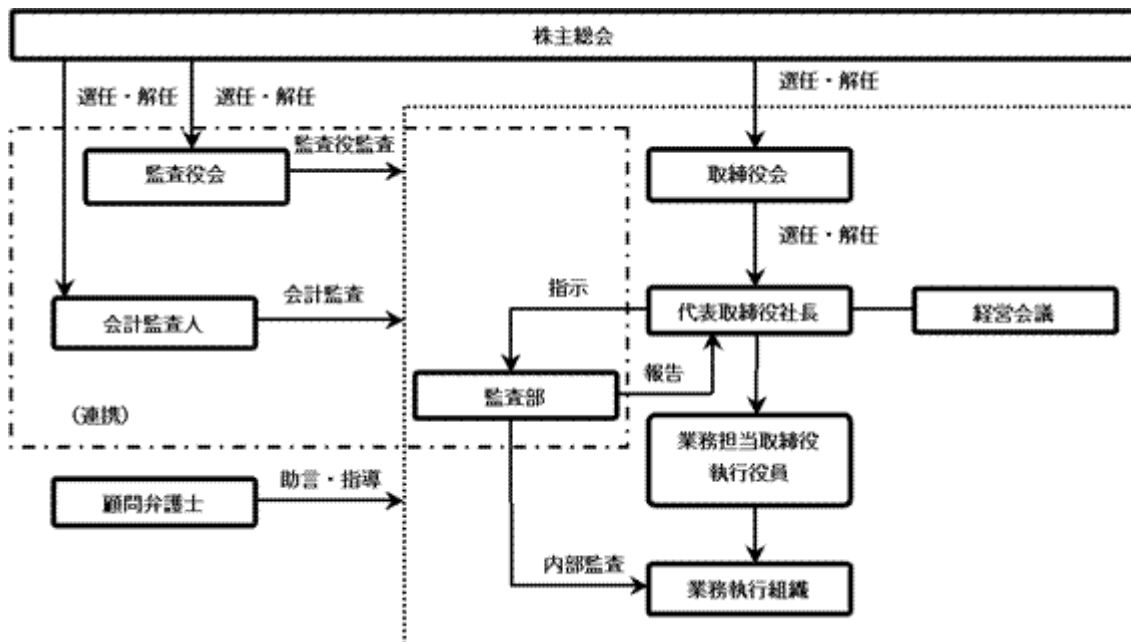 株主総会
選任・解任
選任・解任
選任・解任
監査役監査
監査役会
取締役会
選任・解任
指示
会計監査
代表取締役社長
経営会議
会計監査人
報告
監査部
(連携)
業務担当取締役
執行役員
助言・指導
顧問弁護士
内部監査
業務執行組織